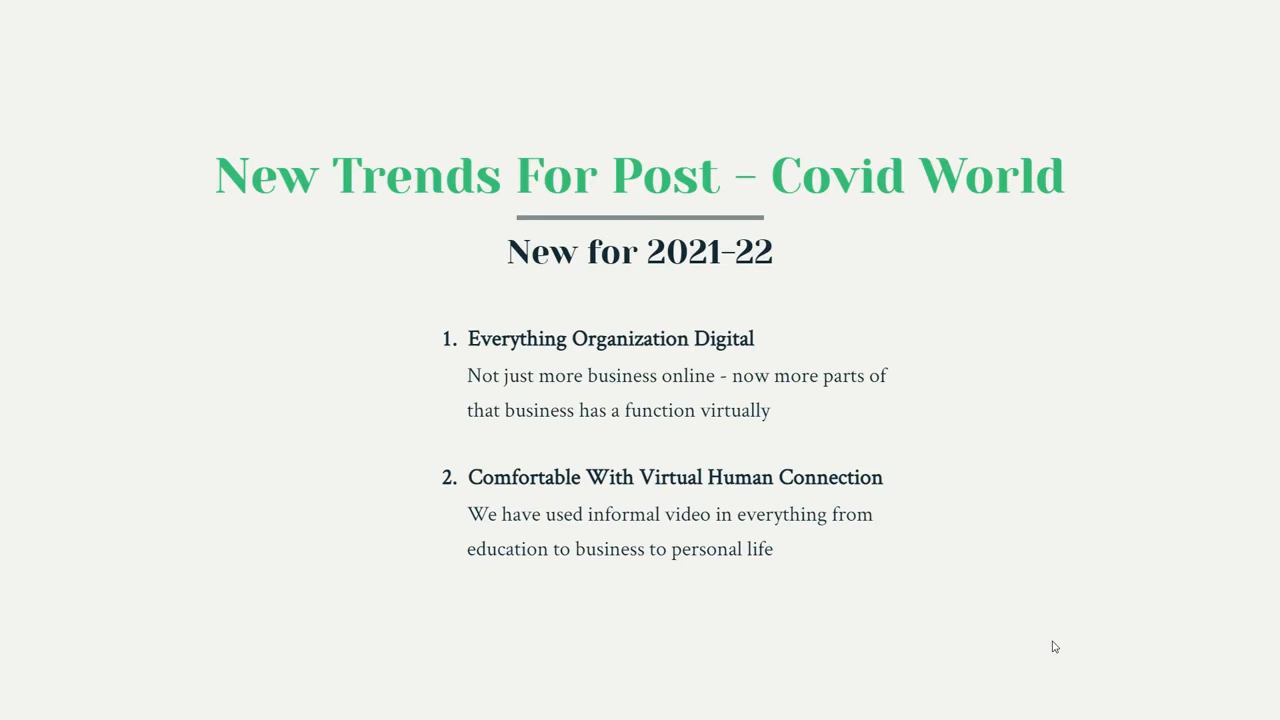 New Trends For Post - Covid World
New for 2021-22
1. Everything Organization Digital
Not just more business online - now more parts of
that business has a function virtually
2. Comfortable With Virtual Human Connection
We have used informal video in everything from
education to business to personal life